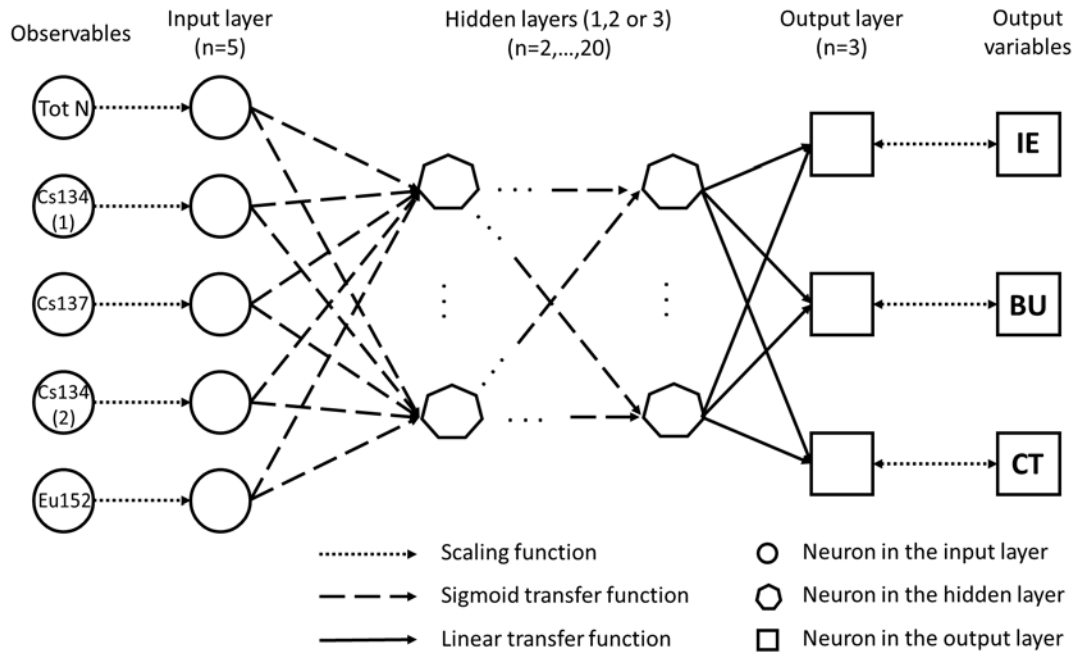 Observables
Input layer
(n=5)
Hidden layers (1,2 or 3)
(n=2,...,20)
Output layer
(n=3)
Output
variables
Tot N
Cs134
(1)
Cs137
Cs134
(2)
Eu152
IE
BU
CT
Scaling function
Sigmoid transfer function
Linear transfer function
Neuron in the input layer
Neuron in the hidden layer
Neuron in the output layer